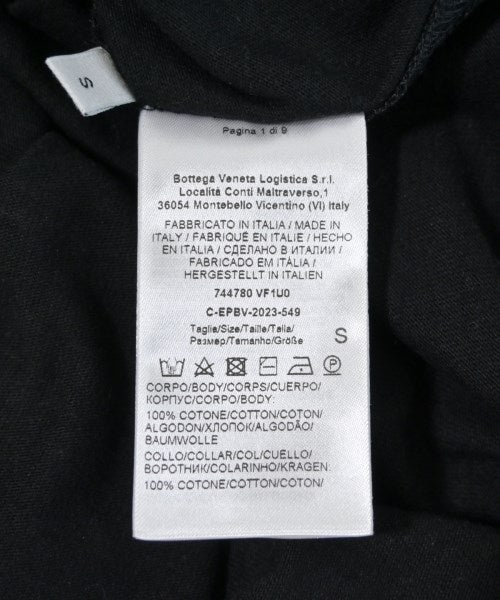 S
Pagina 1 di 9
Bottega Veneta Logistica S.r.l.
Località Conti Maltraverso,1
36054 Montebello Vicentino (VI) Italy
FABBRICATO IN ITALIA / MADE IN
ITALY / FABRIQUÉ EN ITALIE / HECHO
EN ITALIA / СДЕЛАНО В ИТАЛИИ /
FABRICADO EM ITÀLIA /
HERGESTELLT IN ITALIEN
744780 VF1U0
C-EPBV-2023-549
Taglia/Size/Taille/Talla/
Размер/Tamanho/Größe S
CORPO/BODY/CORPS/CUERPO/
КОРПУС/CORPO/BODY:
100% COTONE/COTTON/COTON/
ALGODON/ХЛОПОК/ALGODÃO/
BAUMWOLLE
COLLO/COLLAR/COL/CUELLO/
ВОРОТНИК/COLARINHO/KRAGEN:
100% COTONE/COTTON/COTON/